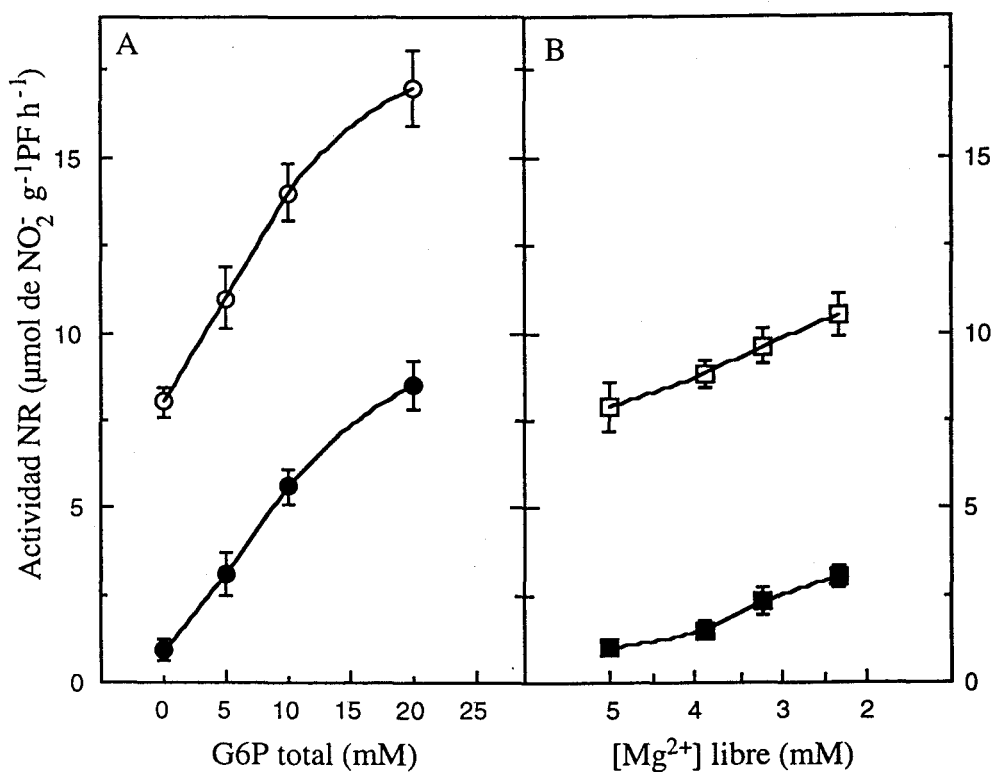 A
B
Actividad NR (µmol de NO₂⁻ g⁻¹PF h⁻¹)
15
10
5
0
15
10
5
0
0 5 10 15 20 25
5 4 3 2
G6P total (mM)
[Mg²⁺] libre (mM)